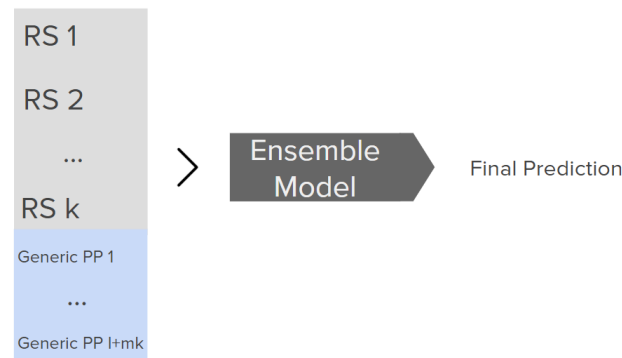 RS 1
RS 2
...
RS k
Generic PP 1
...
Generic PP l+mk
Ensemble
Model
Final Prediction